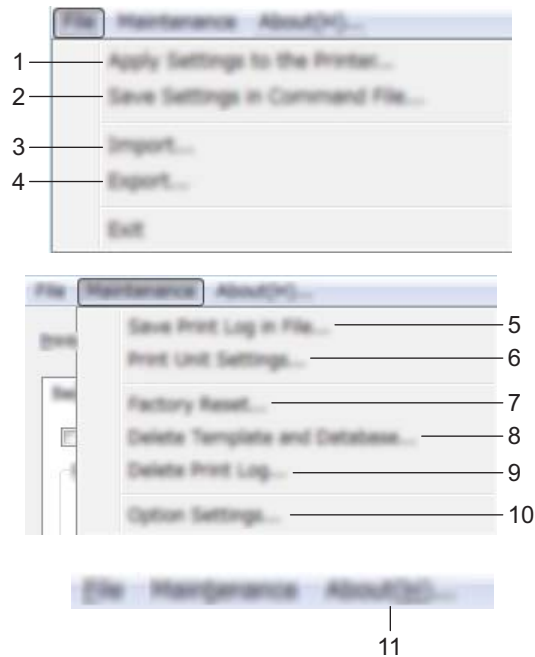 File Maintenance About(H)...
1 Apply Settings to the Printer...
2 Save Settings in Command File...
3 Import...
4 Export...
Exit
File Maintenance About(H)...
Save Print Log in File... 5
Print Unit Settings... 6
Factory Reset... 7
Delete Template and Database... 8
Delete Print Log... 9
Option Settings... 10
File Maintenance About(H)...
11